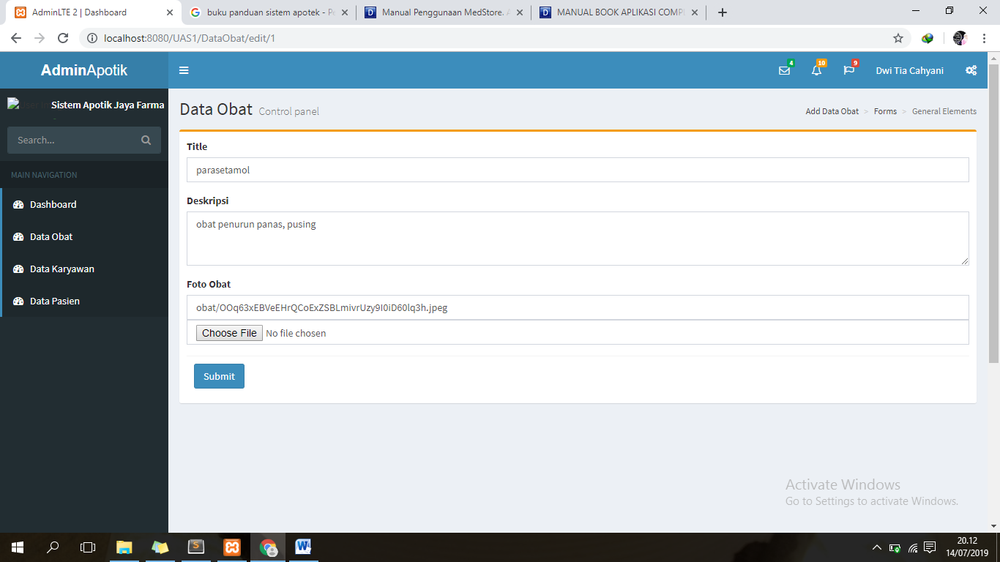 AdminLTE 2 | Dashboard
buku panduan sistem apotek - Pe
Manual Penggunaan MedStore.
MANUAL BOOK APLIKASI COMPU
localhost:8080/UAS1/DataObat/edit/1
AdminApotik
4
10
9
Dwi Tia Cahyani
Sistem Apotik Jaya Farma
Search...
MAIN NAVIGATION
Dashboard
Data Obat
Data Karyawan
Data Pasien
Data Obat Control panel
Add Data Obat > Forms > General Elements
Title
parasetamol
Deskripsi
obat penurun panas, pusing
Foto Obat
obat/OOq63xEBVeEHrQCoExZSBLmivrUzy9I0iD60lq3h.jpeg
Choose File No file chosen
Submit
Activate Windows
Go to Settings to activate Windows.
20.12
14/07/2019